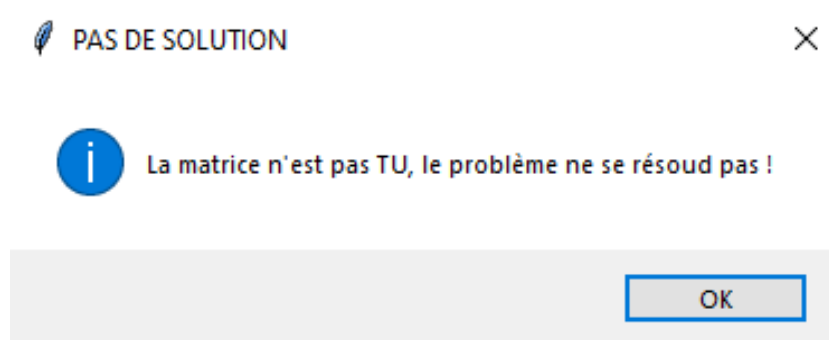 PAS DE SOLUTION
La matrice n'est pas TU, le problème ne se résoud pas !
OK